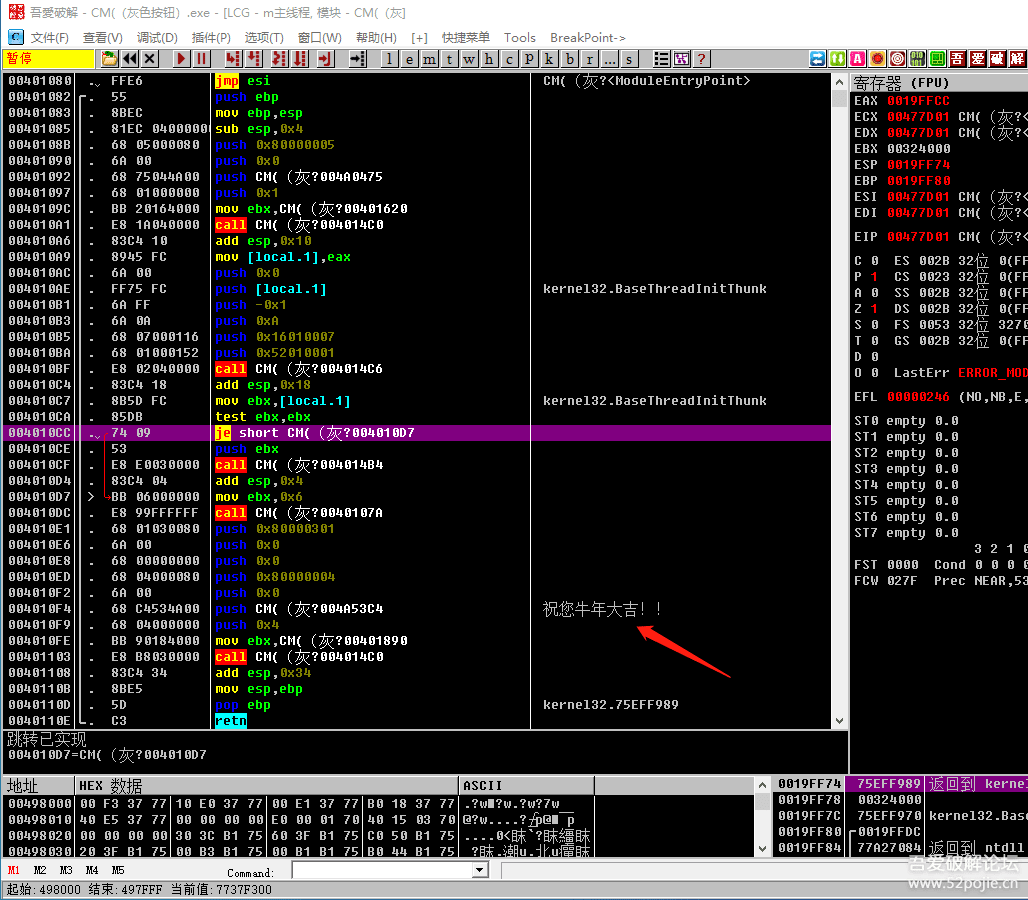 吾爱破解 - CM(（灰色按钮）.exe - [LCG - m主线程, 模块 - CM(（灰]
文件(F) 查看(V) 调试(D) 插件(P) 选项(T) 窗口(W) 帮助(H) [+] 快捷菜单 Tools BreakPoint->
暂停 l e m t w h c p k b r ... s ? 吾 爱 破 解
00401080 . FFE6 jmp esi CM(（灰?<ModuleEntryPoint>
00401082 . 55 push ebp
00401083 . 8BEC mov ebp,esp
00401085 . 81EC 04000000 sub esp,0x4
0040108B . 68 05000080 push 0x80000005
00401090 . 6A 00 push 0x0
00401092 . 68 75044A00 push CM(（灰?004A0475
00401097 . 68 01000000 push 0x1
0040109C . BB 20164000 mov ebx,CM(（灰?00401620
004010A1 . E8 1A040000 call CM(（灰?004014C0
004010A6 . 83C4 10 add esp,0x10
004010A9 . 8945 FC mov [local.1],eax
004010AC . 6A 00 push 0x0
004010AE . FF75 FC push [local.1] kernel32.BaseThreadInitThunk
004010B1 . 6A FF push -0x1
004010B3 . 6A 0A push 0xA
004010B5 . 68 07000116 push 0x16010007
004010BA . 68 01000152 push 0x52010001
004010BF . E8 02040000 call CM(（灰?004014C6
004010C4 . 83C4 18 add esp,0x18
004010C7 . 8B5D FC mov ebx,[local.1] kernel32.BaseThreadInitThunk
004010CA . 85DB test ebx,ebx
004010CC . 74 09 je short CM(（灰?004010D7
004010CE . 53 push ebx
004010CF . E8 E0030000 call CM(（灰?004014B4
004010D4 . 83C4 04 add esp,0x4
004010D7 > BB 06000000 mov ebx,0x6
004010DC . E8 99FFFFFF call CM(（灰?0040107A
004010E1 . 68 01030080 push 0x80000301
004010E6 . 6A 00 push 0x0
004010E8 . 68 00000000 push 0x0
004010ED . 68 04000080 push 0x80000004
004010F2 . 6A 00 push 0x0
004010F4 . 68 C4534A00 push CM(（灰?004A53C4 祝您牛年大吉！！
004010F9 . 68 04000000 push 0x4
004010FE . BB 90184000 mov ebx,CM(（灰?00401890
00401103 . E8 B8030000 call CM(（灰?004014C0
00401108 . 83C4 34 add esp,0x34
0040110B . 8BE5 mov esp,ebp
0040110D . 5D pop ebp kernel32.75EFF989
0040110E . C3 retn
寄存器 (FPU)
EAX 0019FFCC
ECX 00477D01 CM(（灰?<
EDX 00477D01 CM(（灰?<
EBX 00324000
ESP 0019FF74
EBP 0019FF80
ESI 00477D01 CM(（灰?<
EDI 00477D01 CM(（灰?<
EIP 00477D01 CM(（灰?<
C 0 ES 002B 32位 0(FF
P 1 CS 0023 32位 0(FF
A 0 SS 002B 32位 0(FF
Z 1 DS 002B 32位 0(FF
S 0 FS 0053 32位 3270
T 0 GS 002B 32位 0(FF
D 0
O 0 LastErr ERROR_MOD
EFL 00000246 (NO,NB,E,
ST0 empty 0.0
ST1 empty 0.0
ST2 empty 0.0
ST3 empty 0.0
ST4 empty 0.0
ST5 empty 0.0
ST6 empty 0.0
ST7 empty 0.0
3 2 1 0
FST 0000 Cond 0 0 0 0
FCW 027F Prec NEAR,53
跳转已实现
004010D7=CM(（灰?004010D7
地址 HEX 数据 ASCII
00498000 00 F3 37 77 10 E0 37 77 00 E1 37 77 B0 18 37 77
00498010 40 E5 37 77 00 00 00 00 00 E0 00 01 70 40 15 03 70
00498020 00 00 00 00 30 3C B1 75 60 3F B1 75 C0 50 B1 75
00498030 20 3F B1 75 00 B3 B1 75 00 B1 B1 75 B0 44 B1 75
0019FF74 75EFF989 返回到 kernel
0019FF78 00324000
0019FF7C 75EFF970 kernel32.Base
0019FF80 0019FFDC
0019FF84 77A27084 返回到 ntdll
M1 M2 M3 M4 M5 Command:
起始: 498000 结束: 497FFF 当前值: 7737F300
吾爱破解论坛
www.52pojie.cn